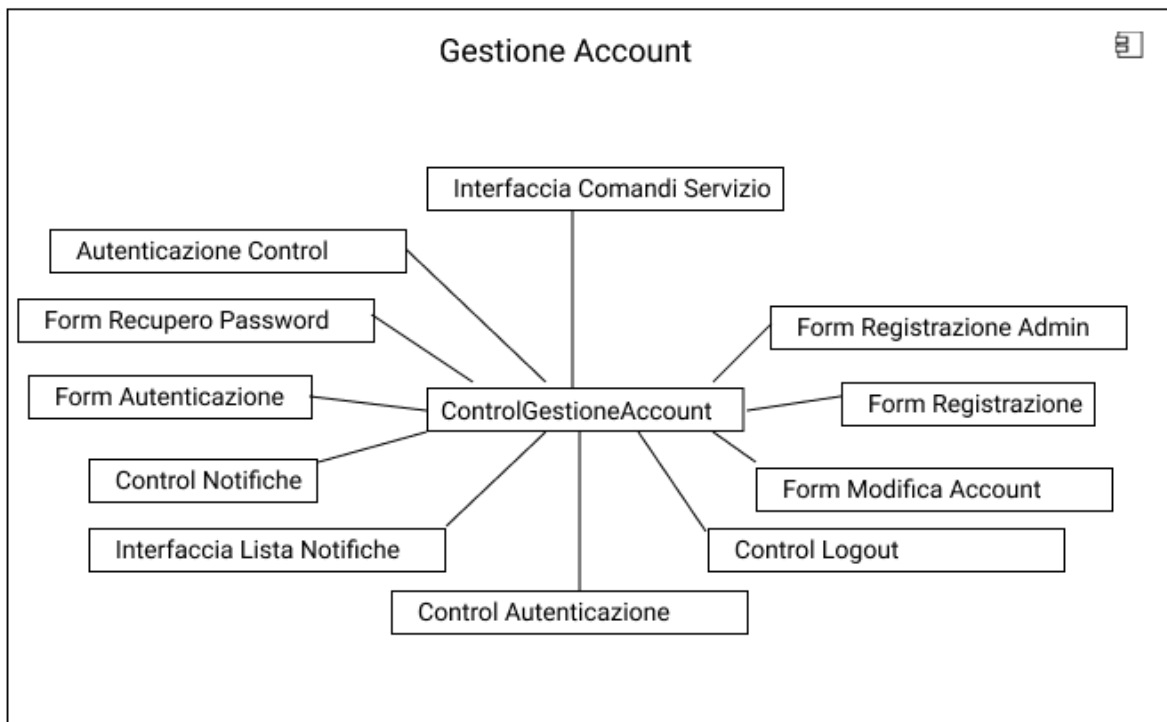 Gestione Account
Interfaccia Comandi Servizio
Autenticazione Control
Form Recupero Password
Form Registrazione Admin
Form Autenticazione
ControlGestioneAccount
Form Registrazione
Control Notifiche
Form Modifica Account
Interfaccia Lista Notifiche
Control Logout
Control Autenticazione